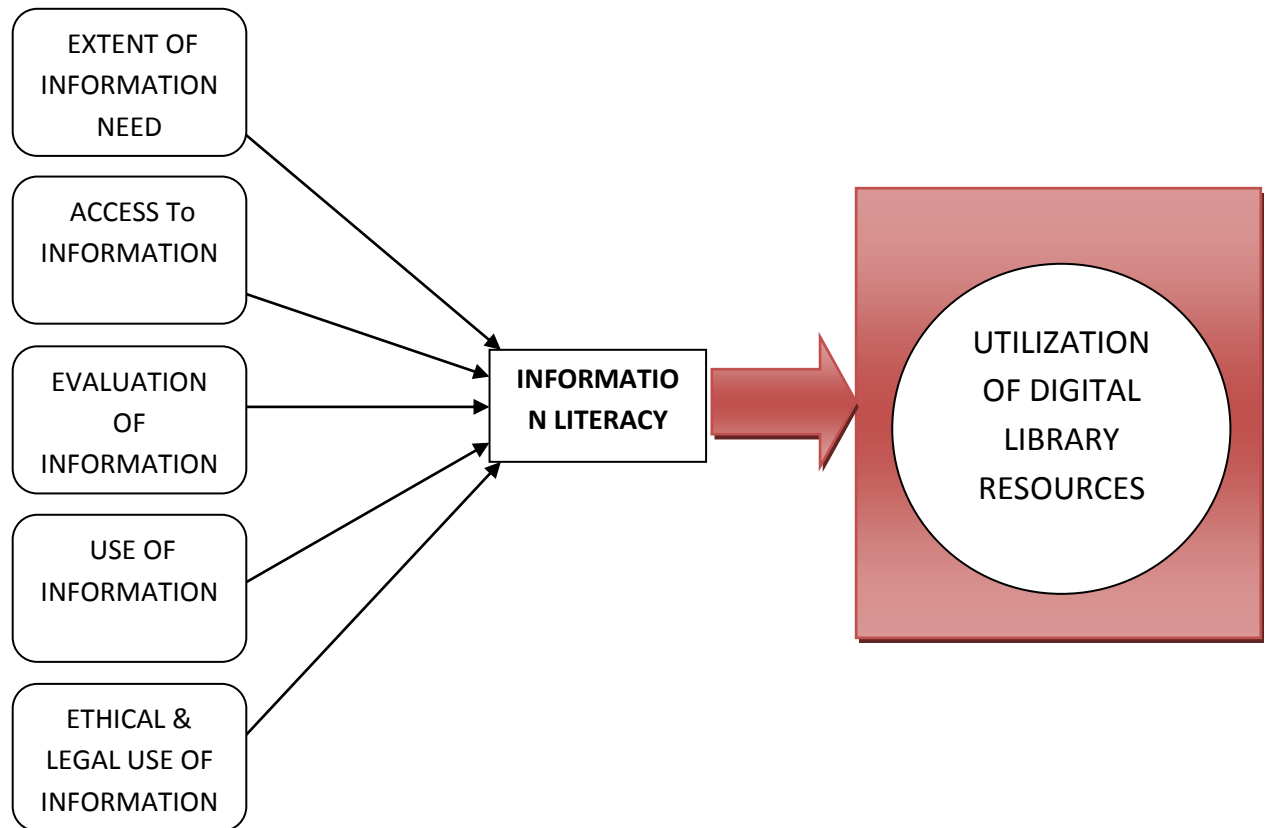 EXTENT OF
INFORMATION
NEED
ACCESS To
INFORMATION
EVALUATION
OF
INFORMATION
USE OF
INFORMATION
ETHICAL &
LEGAL USE OF
INFORMATION
INFORMATIO
N LITERACY
UTILIZATION
OF DIGITAL
LIBRARY
RESOURCES